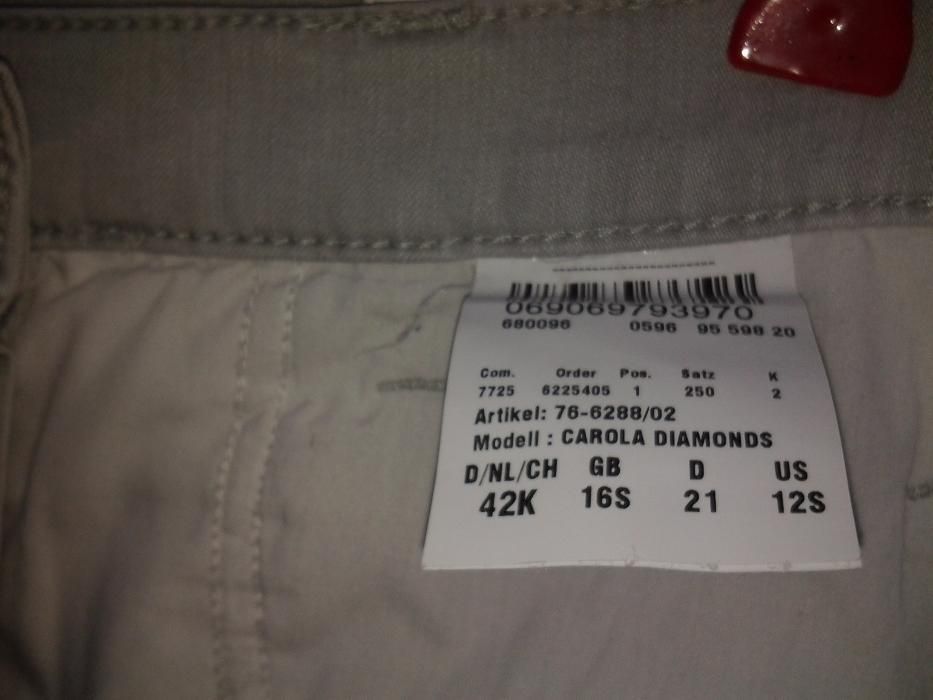 069069793970
680096 0596 95 598 20
Com. Order Pos. Satz K
7725 6225405 1 250 2
Artikel: 76-6288/02
Modell : CAROLA DIAMONDS
D/NL/CH GB D US
42K 16S 21 12S